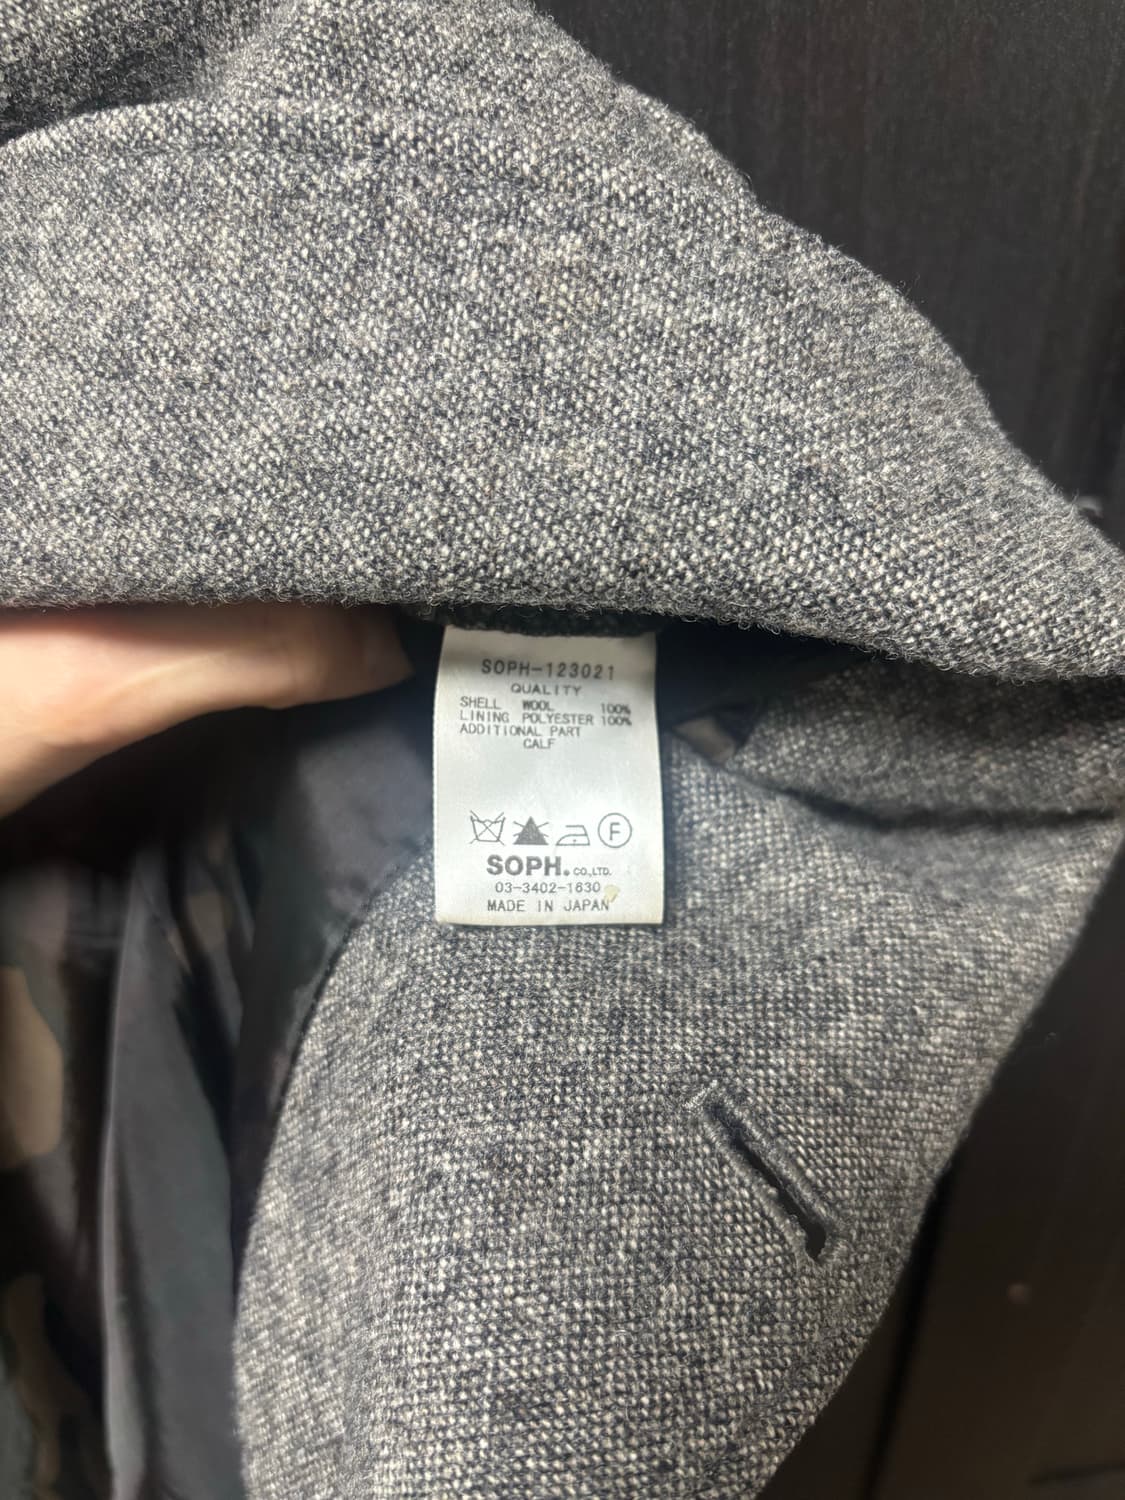 SOPH-123021
QUALITY
SHELL WOOL 100%
LINING POLYESTER 100%
ADDITIONAL PART
CALF
F
SOPH. CO.,LTD.
03-3402-1630
MADE IN JAPAN